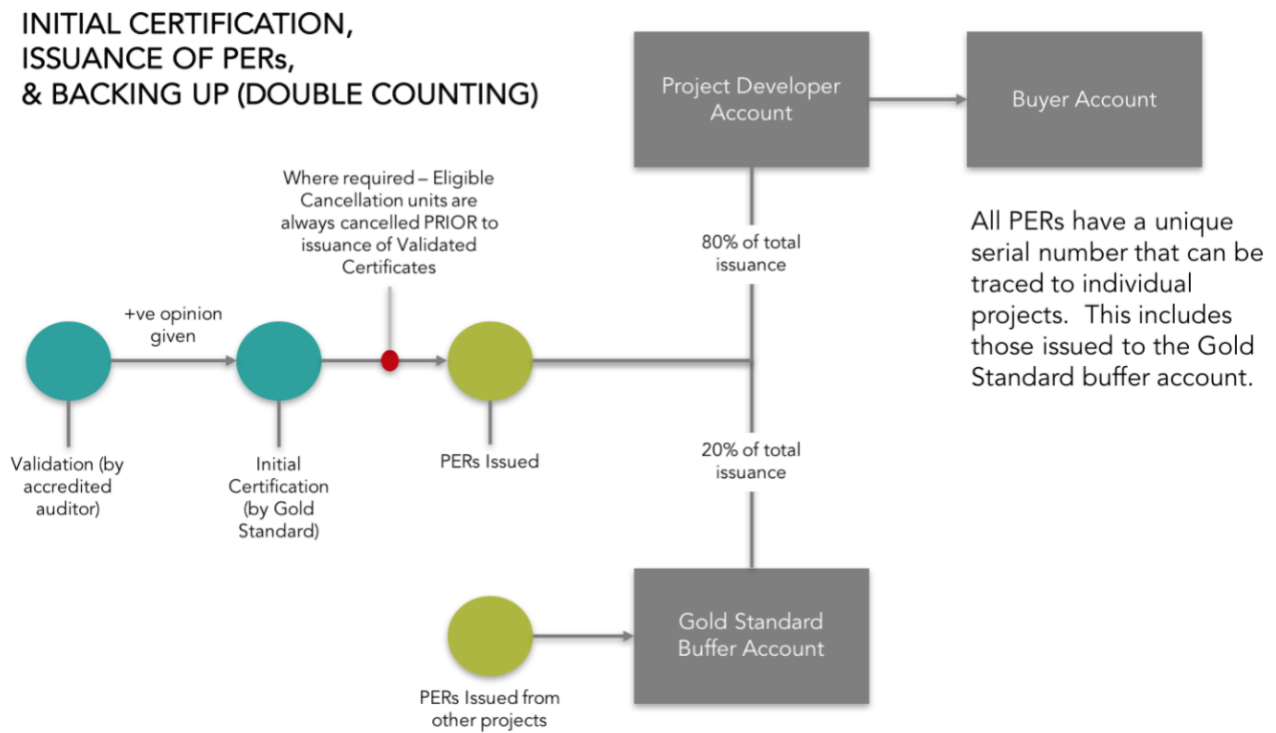 INITIAL CERTIFICATION,
ISSUANCE OF PERs,
& BACKING UP (DOUBLE COUNTING)
Project Developer
Account
Buyer Account
Where required – Eligible
Cancellation units are
always cancelled PRIOR to
issuance of Validated
Certificates
80% of total
issuance
All PERs have a unique
serial number that can be
traced to individual
projects. This includes
those issued to the Gold
Standard buffer account.
+ve opinion
given
Validation (by
accredited
auditor)
Initial
Certification
(by Gold
Standard)
PERs Issued
20% of total
issuance
Gold Standard
Buffer Account
PERs Issued from
other projects